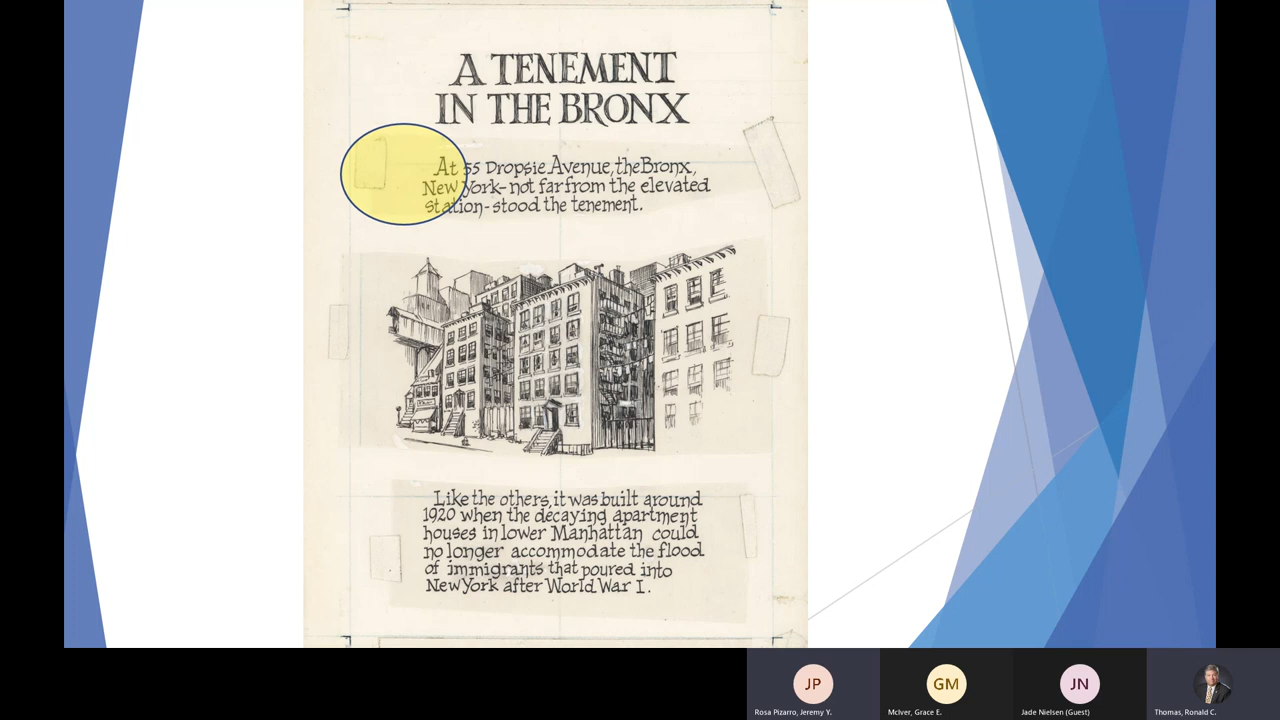 A TENEMENT
IN THE BRONX
At 55 Dropsie Avenue, the Bronx,
New York-not far from the elevated
station-stood the tenement.
Like the others, it was built around
1920 when the decaying apartment
houses in lower Manhattan could
no longer accommodate the flood
of immigrants that poured into
New York after World War I.
JP
GM
JN
Rosa Pizarro, Jeremy Y.
McIver, Grace E.
Jade Nielsen (Guest)
Thomas, Ronald C.